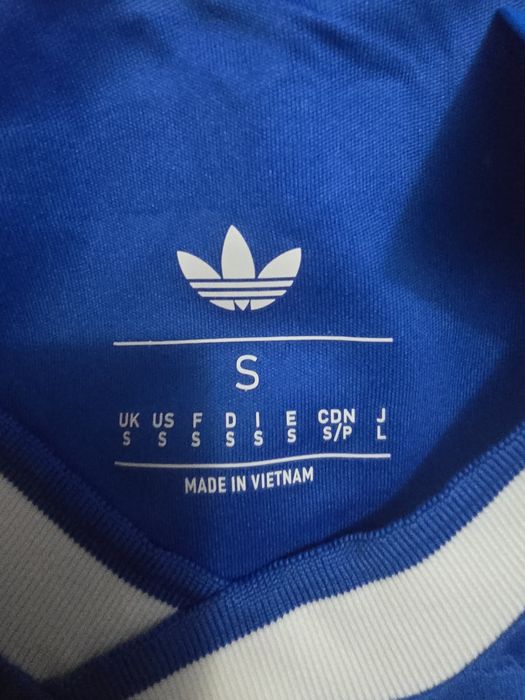 S
UK US F D I E CDN J
S S S S S S S/P L
MADE IN VIETNAM